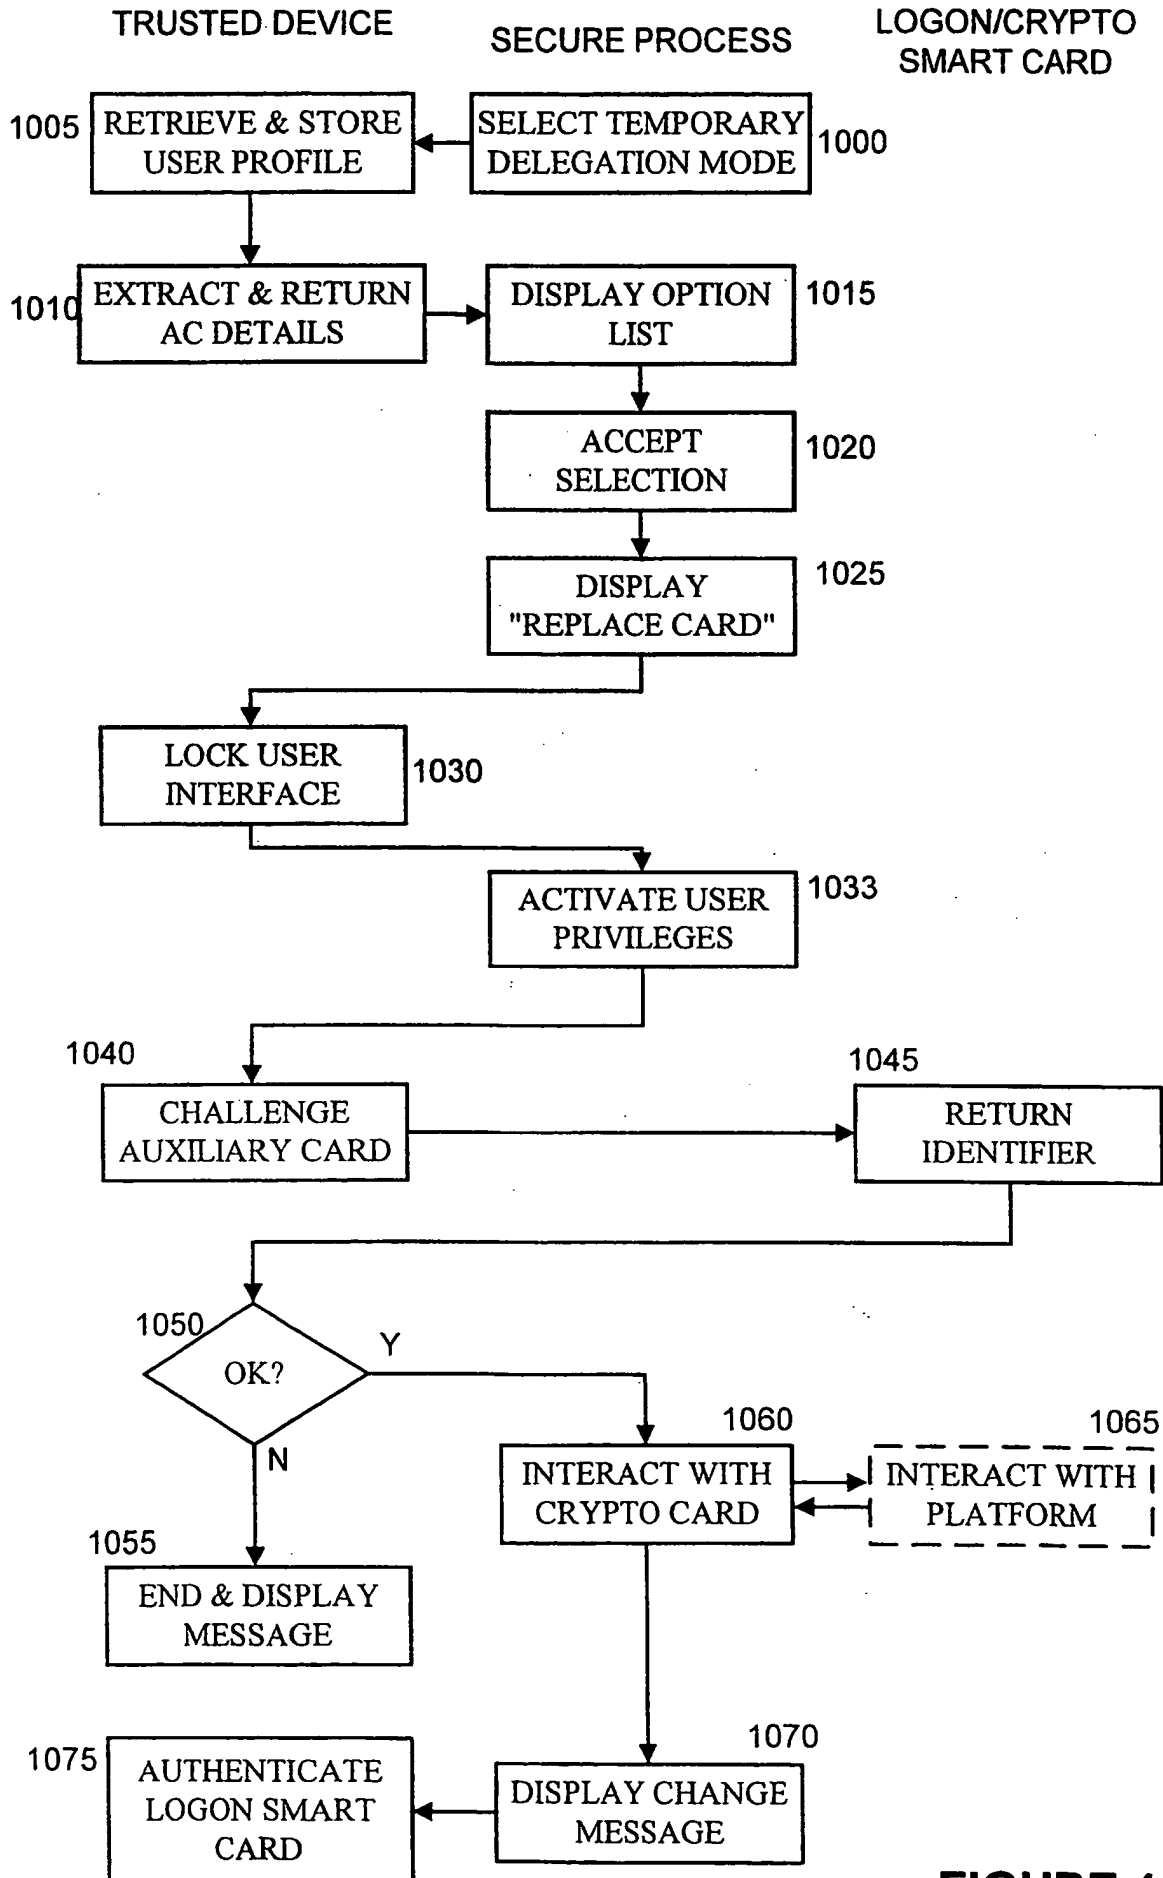 TRUSTED DEVICE
SECURE PROCESS
LOGON/CRYPTO
SMART CARD
1005
RETRIEVE & STORE
USER PROFILE
SELECT TEMPORARY
DELEGATION MODE
1000
1010
EXTRACT & RETURN
AC DETAILS
DISPLAY OPTION
LIST
1015
ACCEPT
SELECTION
1020
DISPLAY
"REPLACE CARD"
1025
LOCK USER
INTERFACE
1030
ACTIVATE USER
PRIVILEGES
1033
1040
CHALLENGE
AUXILIARY CARD
1045
RETURN
IDENTIFIER
1050
OK?
Y
N
1055
END & DISPLAY
MESSAGE
1060
INTERACT WITH
CRYPTO CARD
1065
INTERACT WITH
PLATFORM
1070
DISPLAY CHANGE
MESSAGE
1075
AUTHENTICATE
LOGON SMART
CARD